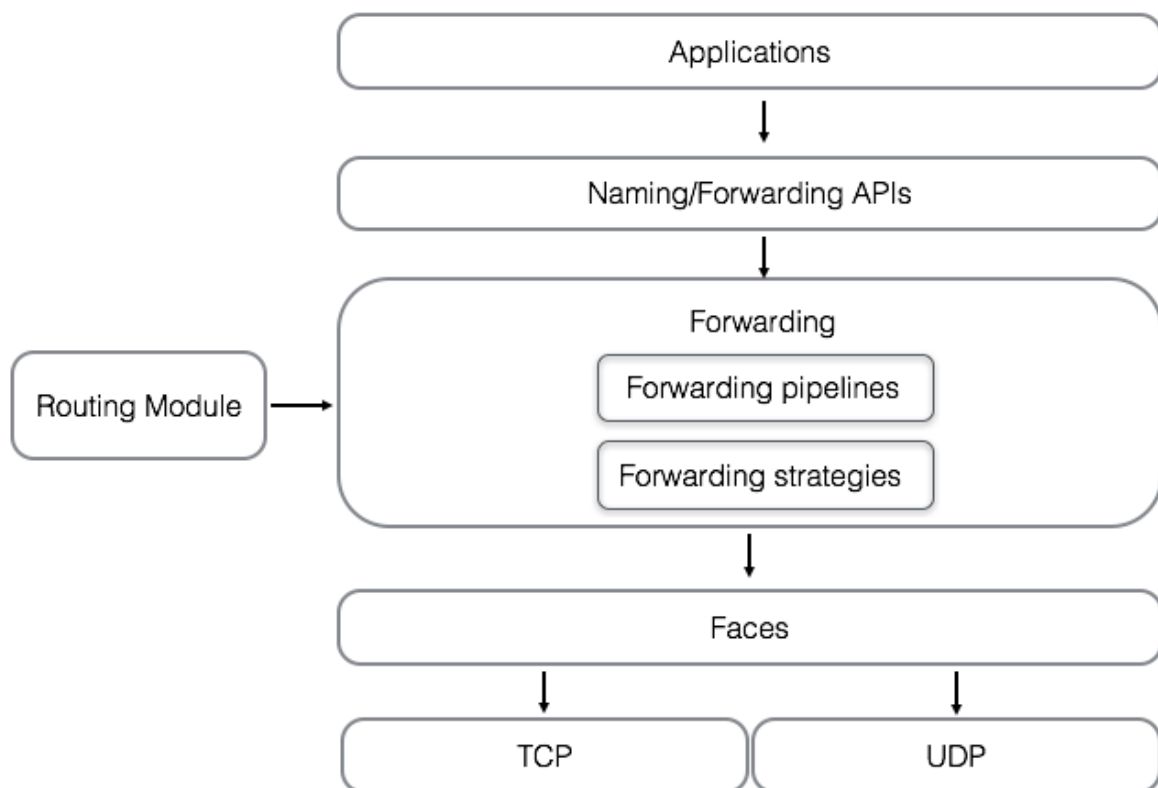 Applications
Naming/Forwarding APIs
Forwarding
Routing Module
Forwarding pipelines
Forwarding strategies
Faces
TCP
UDP